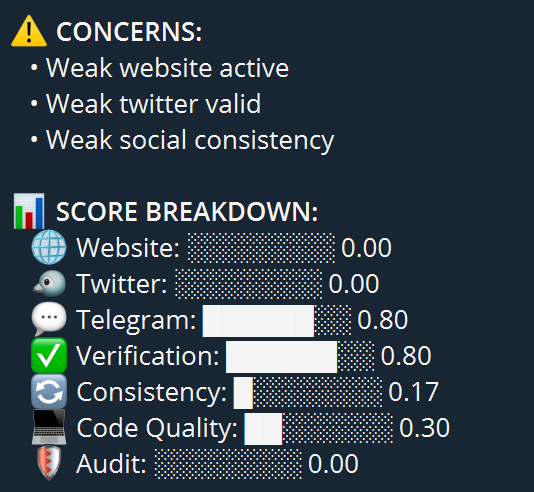 ⚠️ CONCERNS:
• Weak website active
• Weak twitter valid
• Weak social consistency
📊 SCORE BREAKDOWN:
🌐 Website: ░░░░░░░░ 0.00
🐦 Twitter: ░░░░░░░░ 0.00
💬 Telegram: ██████░░ 0.80
✅ Verification: ██████░░ 0.80
🔄 Consistency: █░░░░░░░ 0.17
💻 Code Quality: ██░░░░░░ 0.30
🛡️ Audit: ░░░░░░░░ 0.00